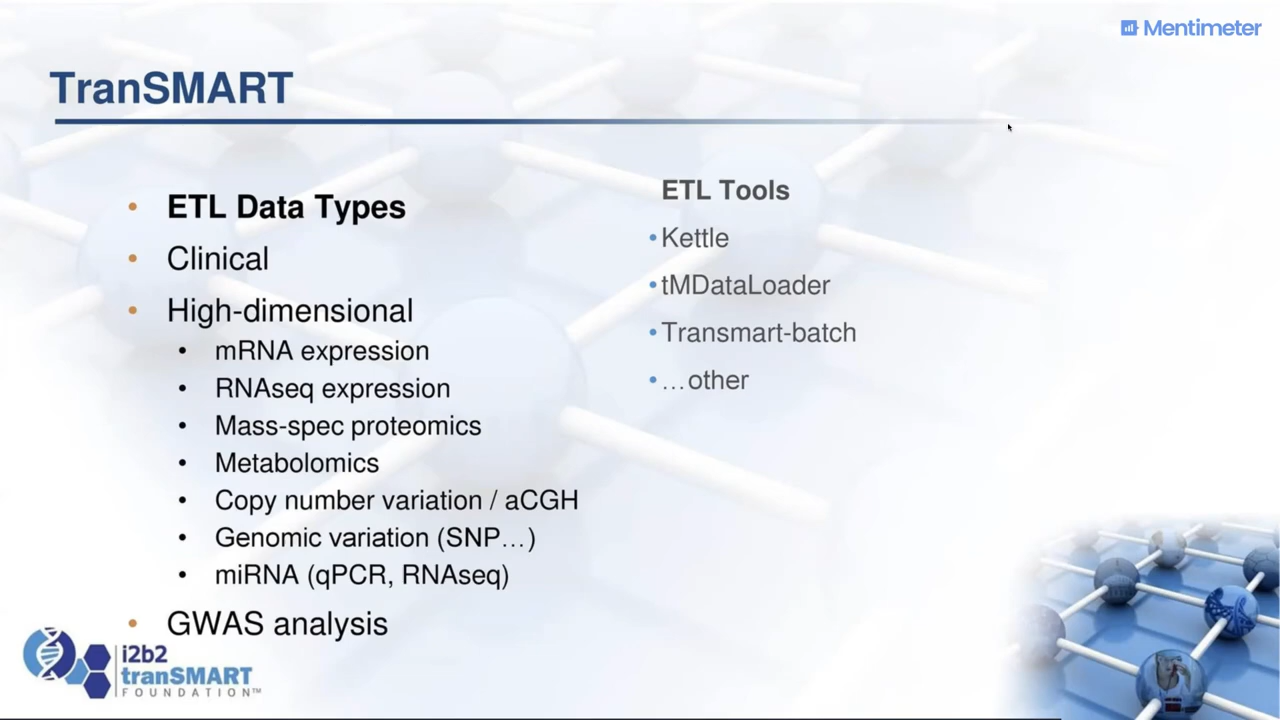 Mentimeter
TranSMART
• ETL Data Types
• Clinical
• High-dimensional
• mRNA expression
• RNAseq expression
• Mass-spec proteomics
• Metabolomics
• Copy number variation / aCGH
• Genomic variation (SNP…)
• miRNA (qPCR, RNAseq)
• GWAS analysis
ETL Tools
• Kettle
• tMDataLoader
• Transmart-batch
• …other
i2b2
tranSMART
FOUNDATION™